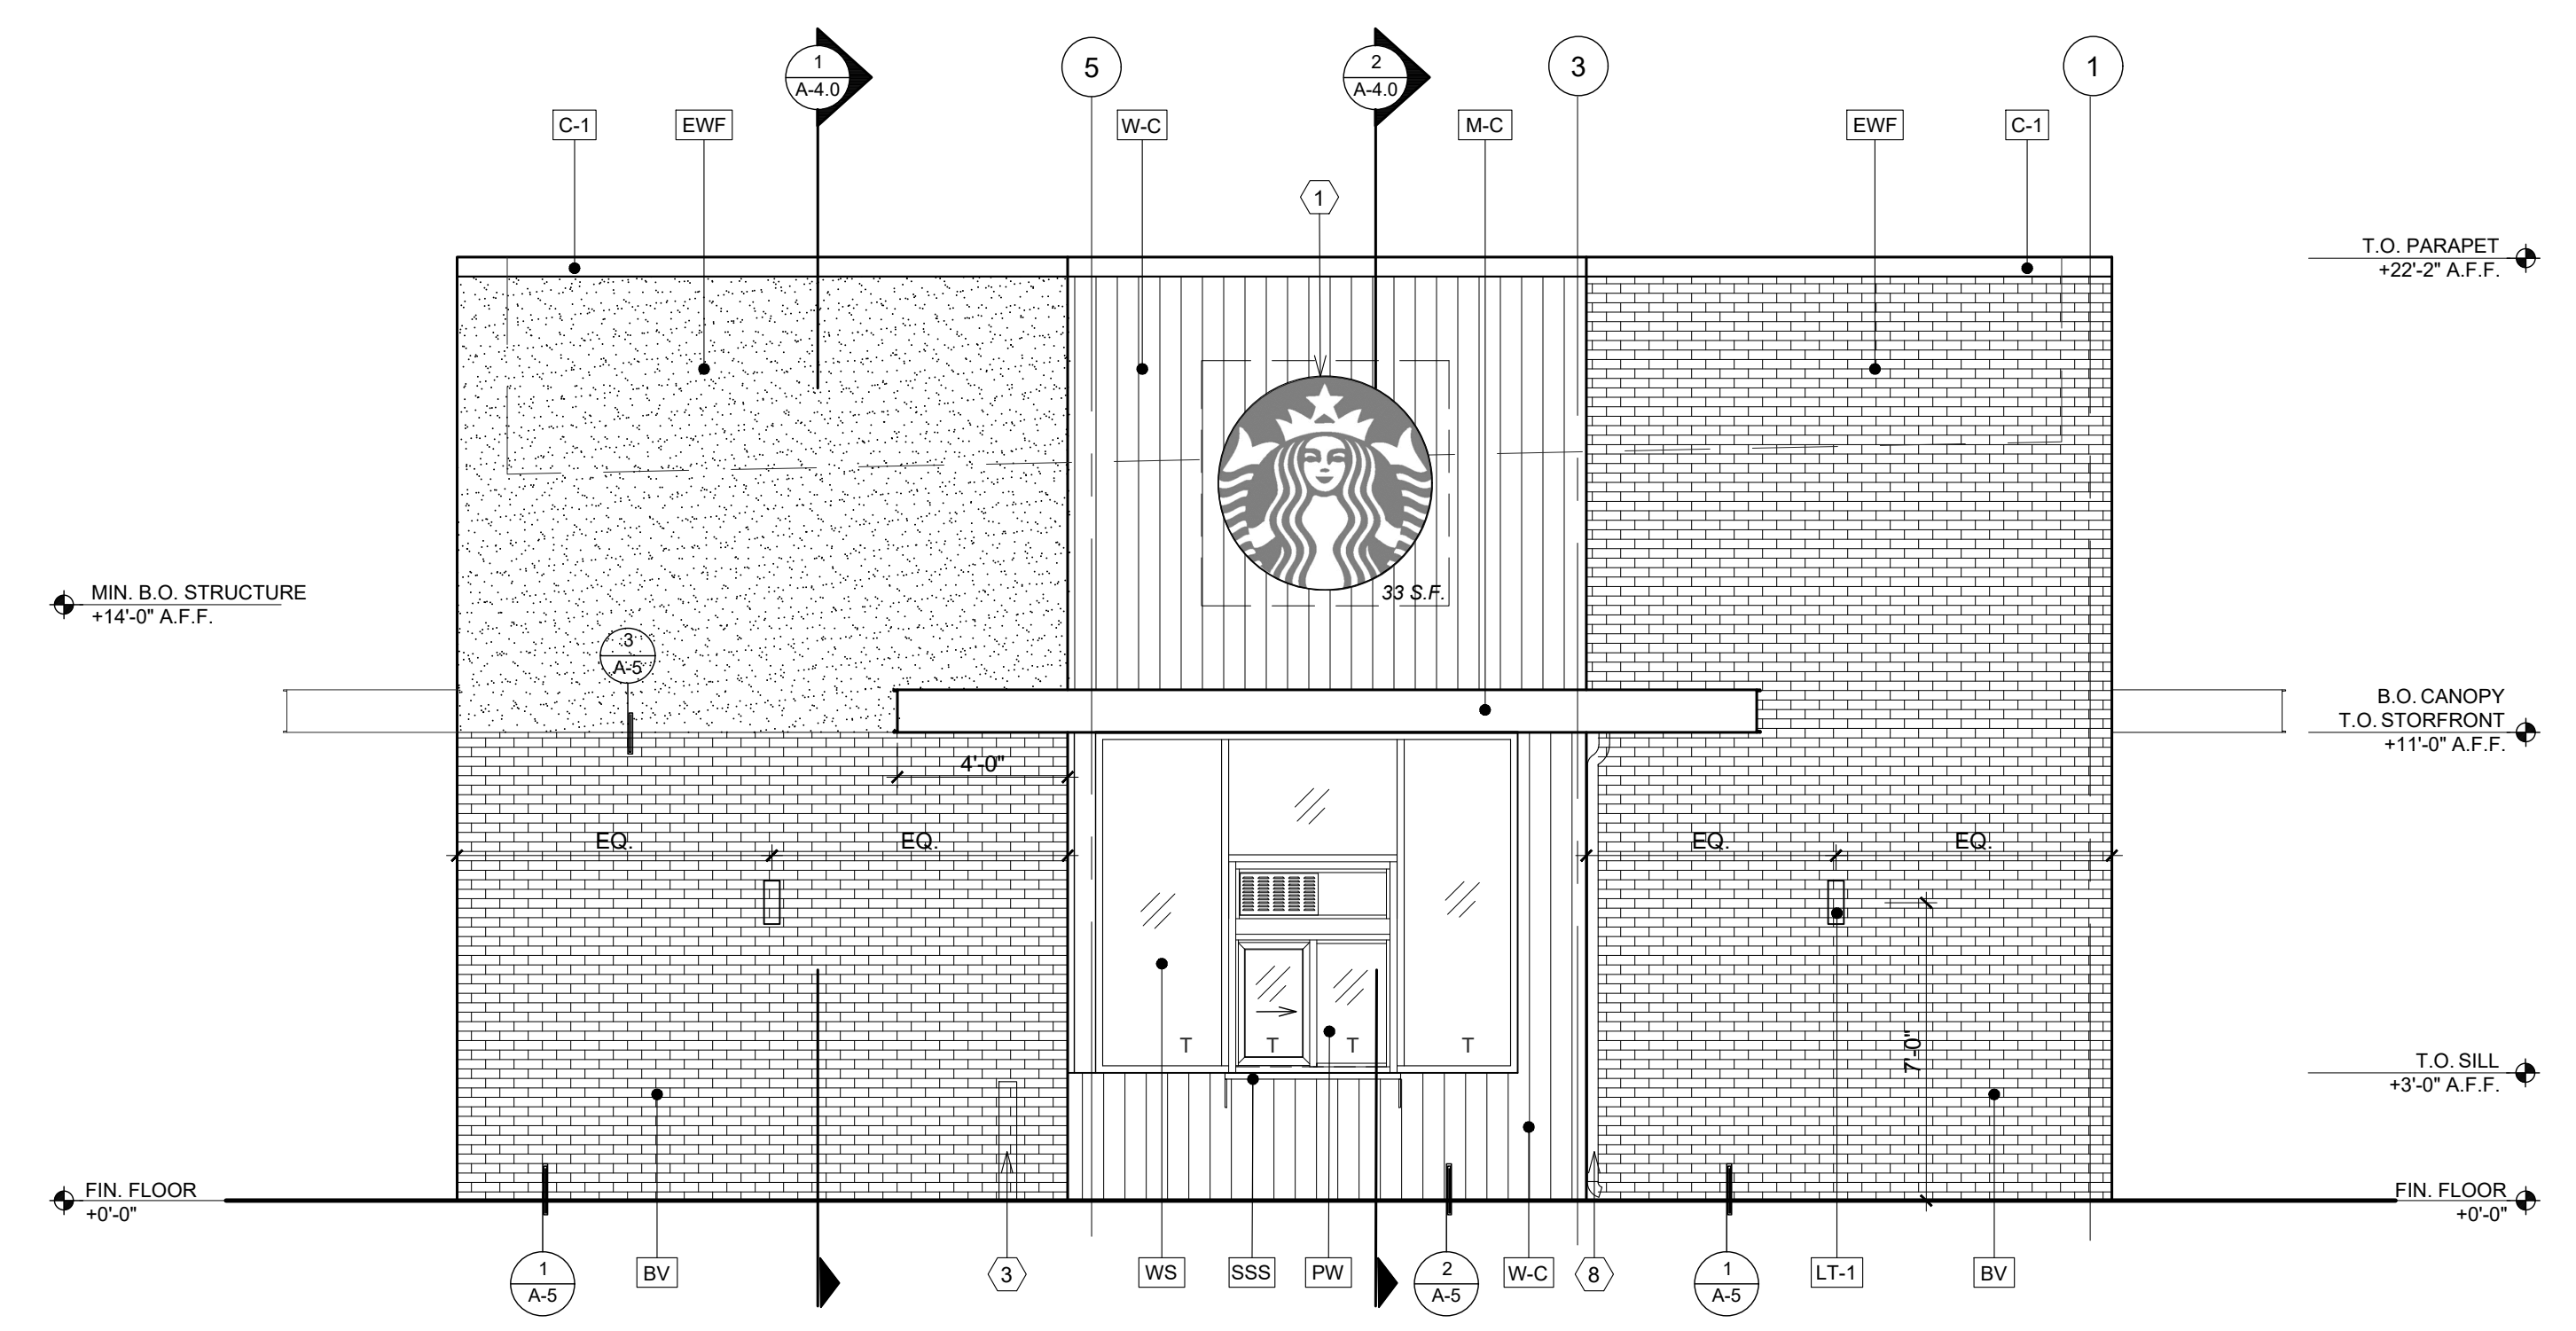 1
A-4.0
5
2
A-4.0
3
1
C-1
EWF
W-C
M-C
EWF
C-1
1
T.O. PARAPET
+22'-2" A.F.F.
33 S.F.
MIN. B.O. STRUCTURE
+14'-0" A.F.F.
3
A-5
B.O. CANOPY
T.O. STORFRONT
+11'-0" A.F.F.
4'-0"
EQ.
EQ.
EQ.
EQ.
7'-0"
T
T
T
T
T.O. SILL
+3'-0" A.F.F.
FIN. FLOOR
+0'-0"
FIN. FLOOR
+0'-0"
1
A-5
BV
3
WS
SSS
PW
2
A-5
W-C
8
1
A-5
LT-1
BV